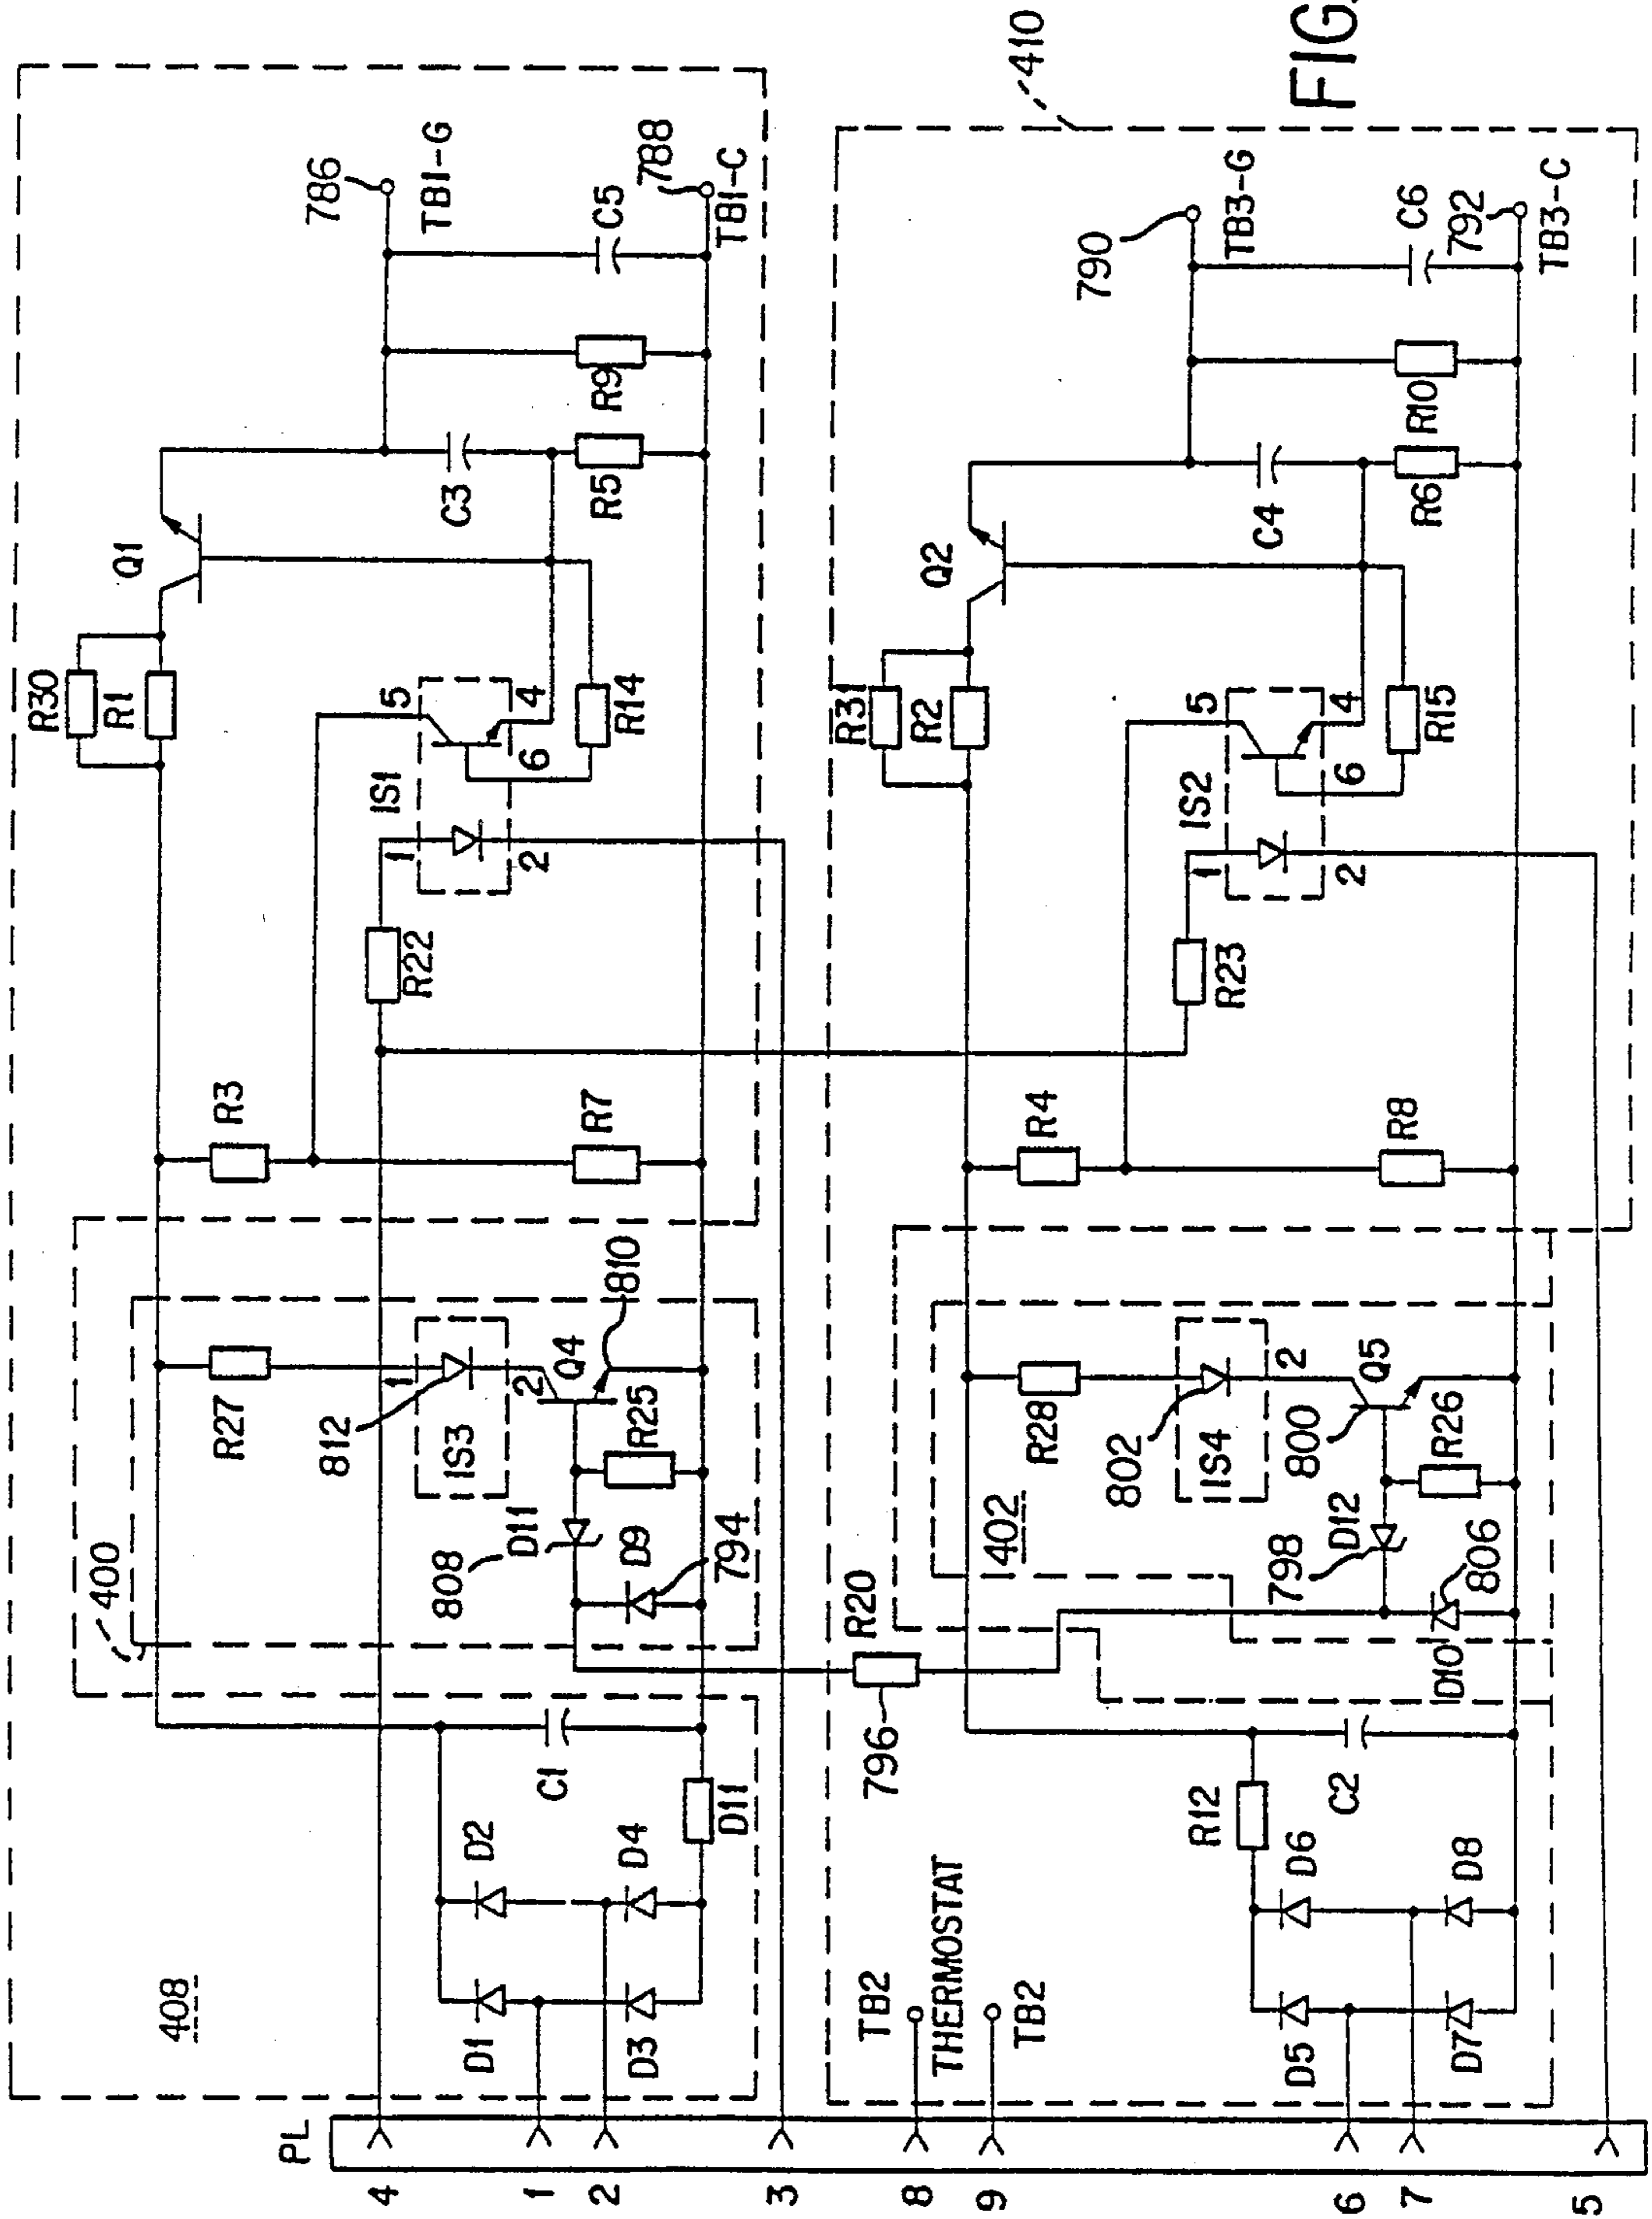 FIG.
410
408
R30
R1
Q1
786
TB1-G
788
TB1-C
C5
R9
C3
R5
5
4
6
R14
IS1
1
2
R22
R3
R7
R27
812
1
IS3
2
Q4
810
R25
D11
808
D9
794
400
C1
D11
D2
D4
D1
D3
R31
R2
Q2
790
TB3-G
C6
792
TB3-C
R10
C4
R6
5
4
6
R15
IS2
1
2
R23
R4
R8
R28
802
IS4
2
Q5
800
R26
402
D12
798
806
D10
R20
796
R12
C2
D6
D8
D5
D7
TB2
THERMOSTAT
TB2
PL
4
1
2
3
8
9
6
7
5